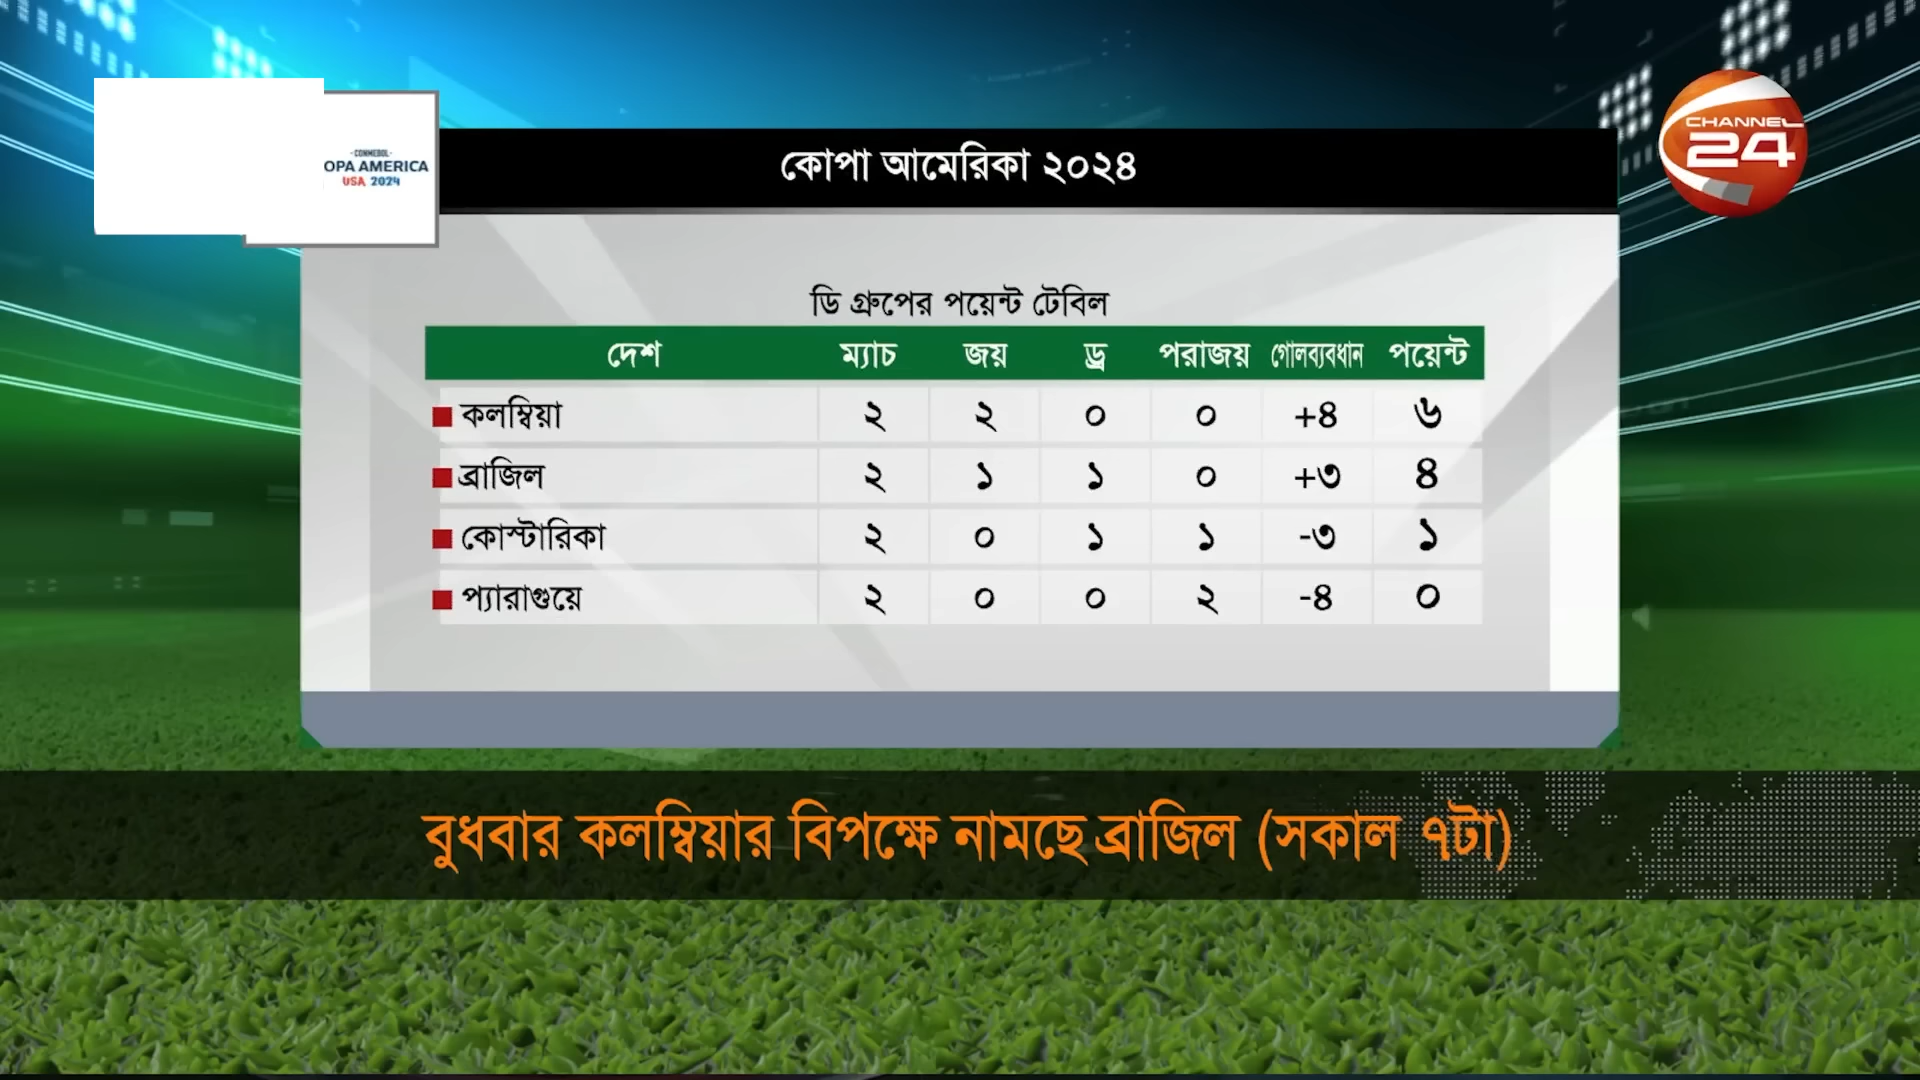 CONMEBOL
OPA AMERICA
USA 2024
কোপা আমেরিকা ২০২৪
CHANNEL
24
ডি গ্রুপের পয়েন্ট টেবিল
দেশ ম্যাচ জয় ড্র পরাজয় গোলব্যবধান পয়েন্ট
কলম্বিয়া ২ ২ ০ ০ +৪ ৬
ব্রাজিল ২ ১ ১ ০ +৩ ৪
কোস্টারিকা ২ ০ ১ ১ -৩ ১
প্যারাগুয়ে ২ ০ ০ ২ -৪ ০
বুধবার কলম্বিয়ার বিপক্ষে নামছে ব্রাজিল (সকাল ৭টা)